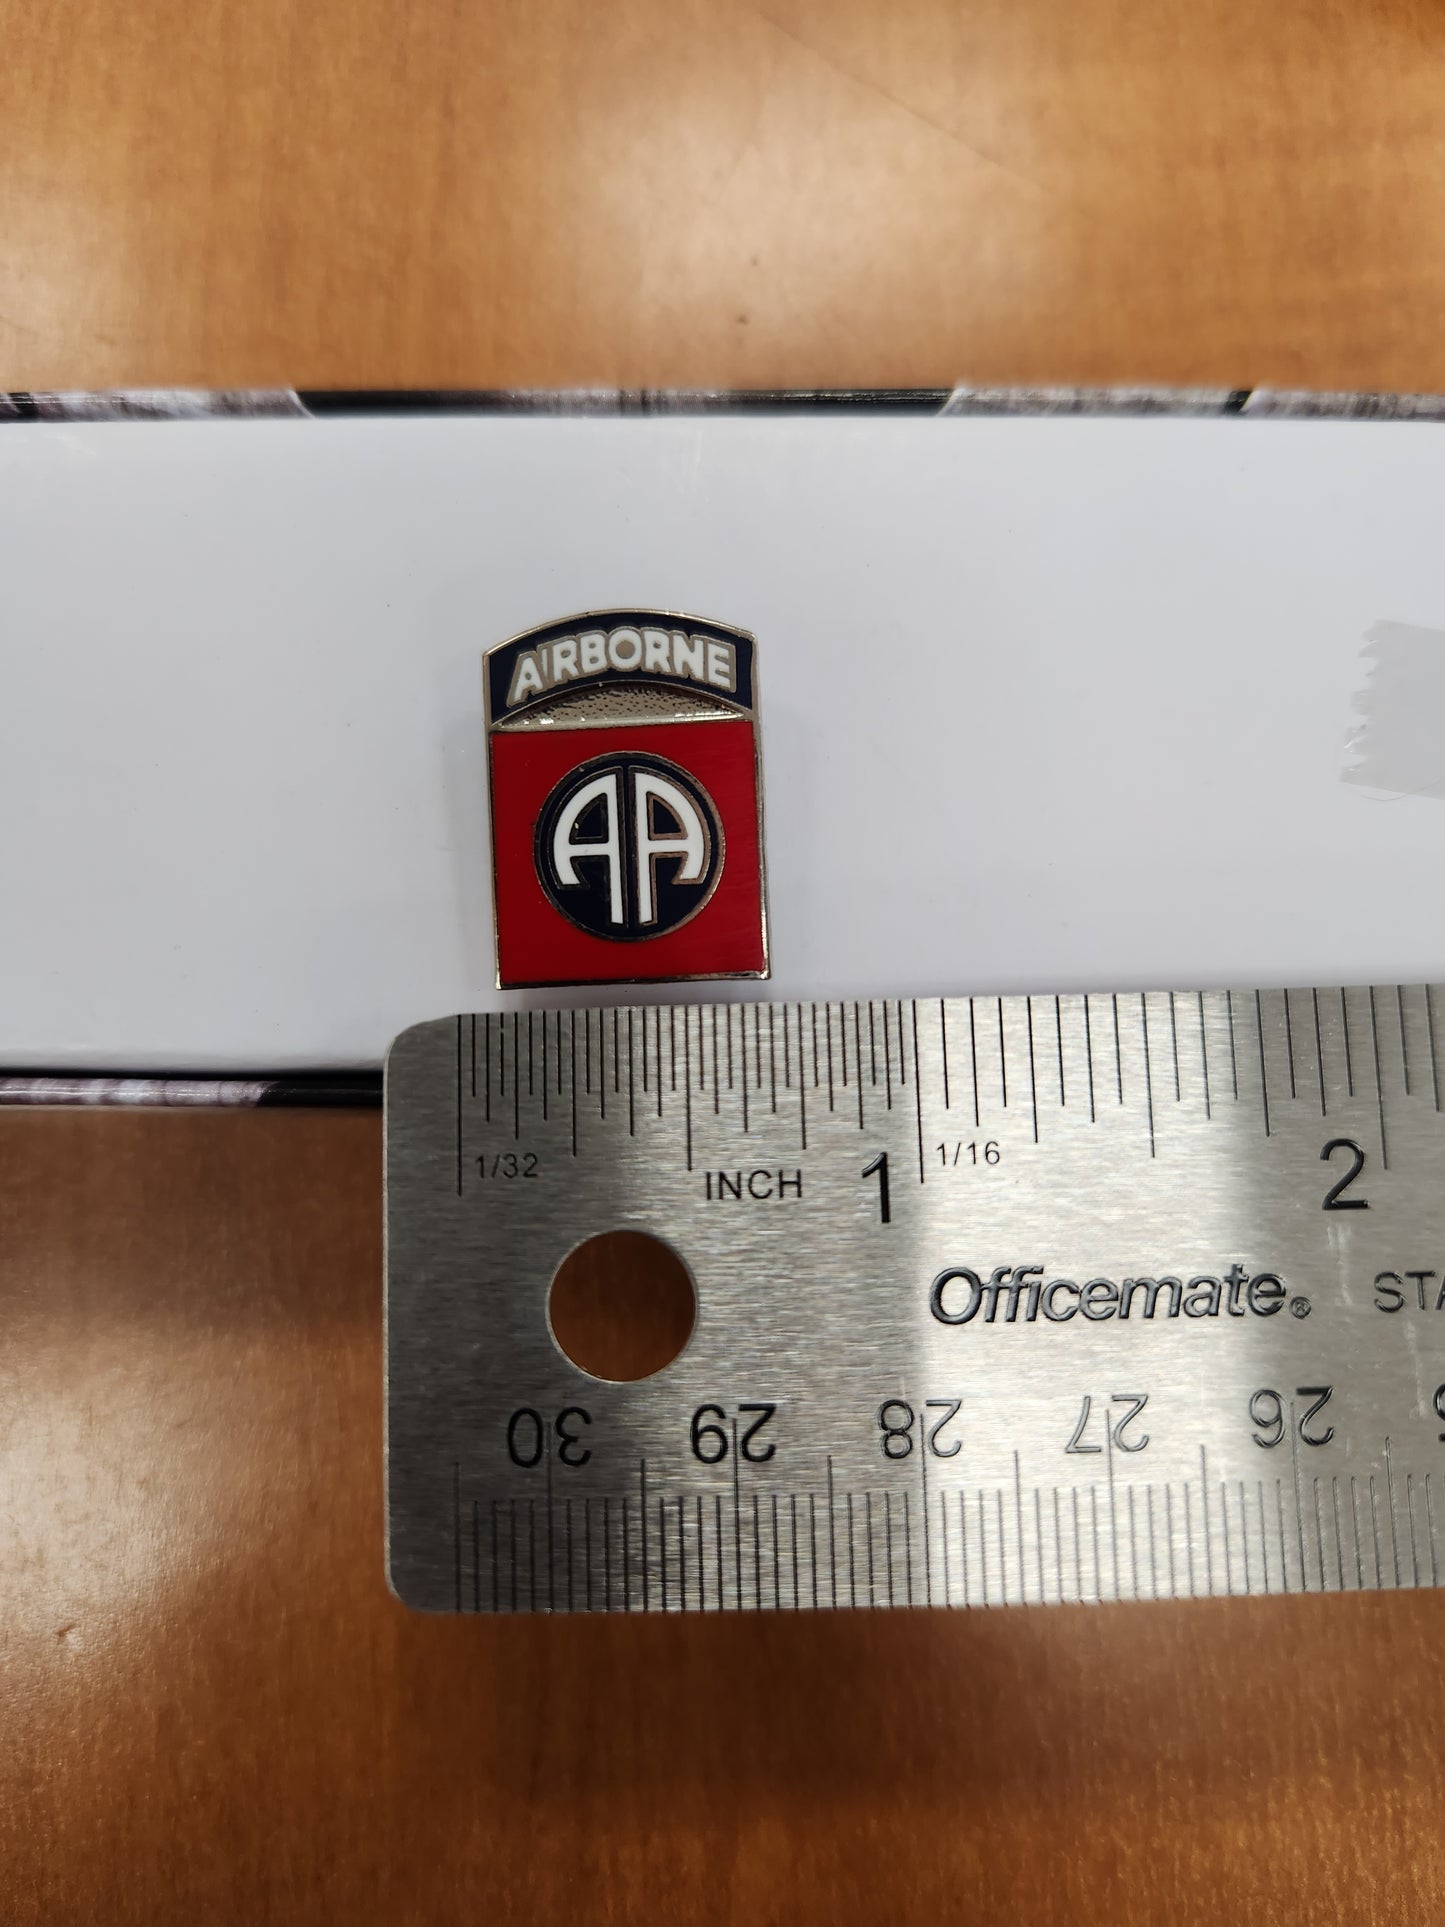 AIRBORNE
AA
1/32 INCH 1 1/16 2
Officemate®
30 29 28 27 26